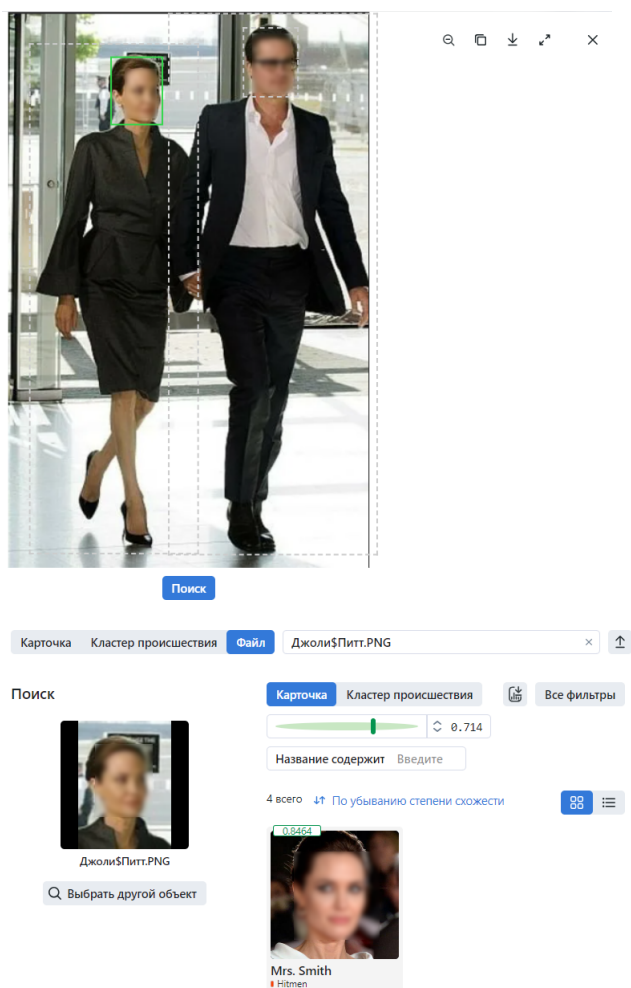 Поиск
Карточка
Кластер происшествия
Файл
Джоли$Питт.PNG
Поиск
Карточка
Кластер происшествия
Все фильтры
0.714
Название содержит Введите
4 всего
По убыванию степени схожести
Джоли$Питт.PNG
Выбрать другой объект
0.8464
Mrs. Smith
Hitmen